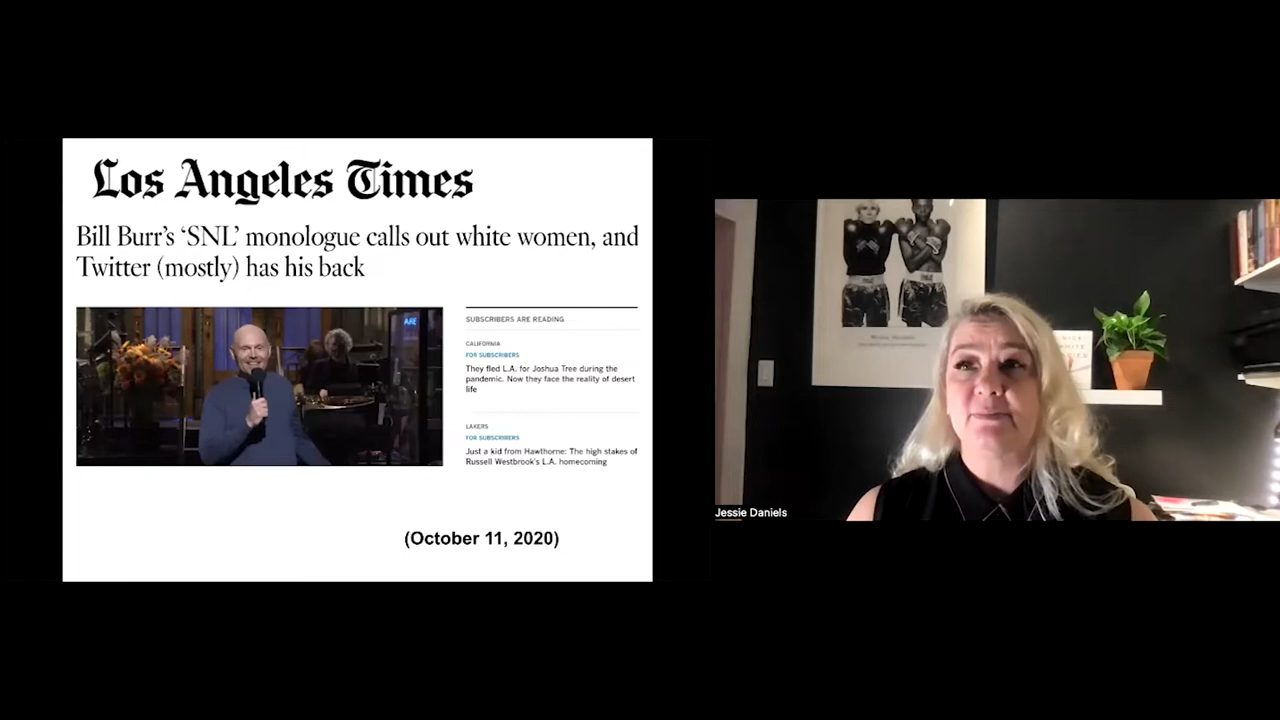 Los Angeles Times
Bill Burr's 'SNL' monologue calls out white women, and
Twitter (mostly) has his back
SUBSCRIBERS ARE READING
CALIFORNIA
FOR SUBSCRIBERS
They fled L.A. for Joshua Tree during the
pandemic. Now they face the reality of desert
life
LAKERS
FOR SUBSCRIBERS
Just a kid from Hawthorne: The high stakes of
Russell Westbrook's L.A. homecoming
(October 11, 2020)
Jessie Daniels